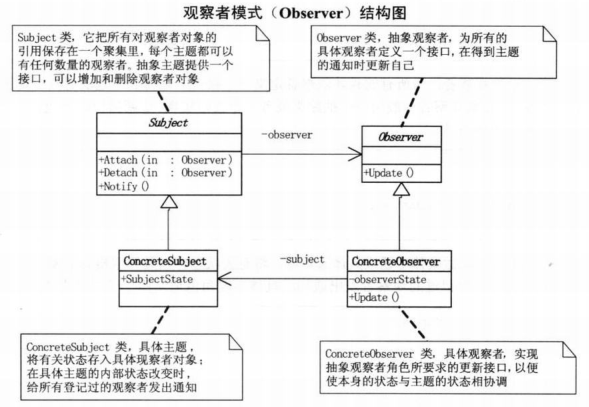 观察者模式（Observer）结构图
Subject 类，它把所有对观察者对象的
引用保存在一个聚集里，每个主题都可以
有任何数量的观察者。抽象主题提供一个
接口，可以增加和删除观察者对象
Observer 类，抽象观察者，为所有的
具体观察者定义一个接口，在得到主题
的通知时更新自己
Subject
+Attach(in  : Observer)
+Detach(in  : Observer)
+Notify()
-observer
Observer
+Update()
ConcreteSubject
+SubjectState
-subject
ConcreteObserver
-observerState
+Update()
ConcreteSubject 类，具体主题，
将有关状态存入具体现察者对象；
在具体主题的内部状态改变时，
给所有登记过的观察者发出通知
ConcreteObserver 类，具体观察者，实现
抽象观察者角色所要求的更新接口，以便
使本身的状态与主题的状态相协调